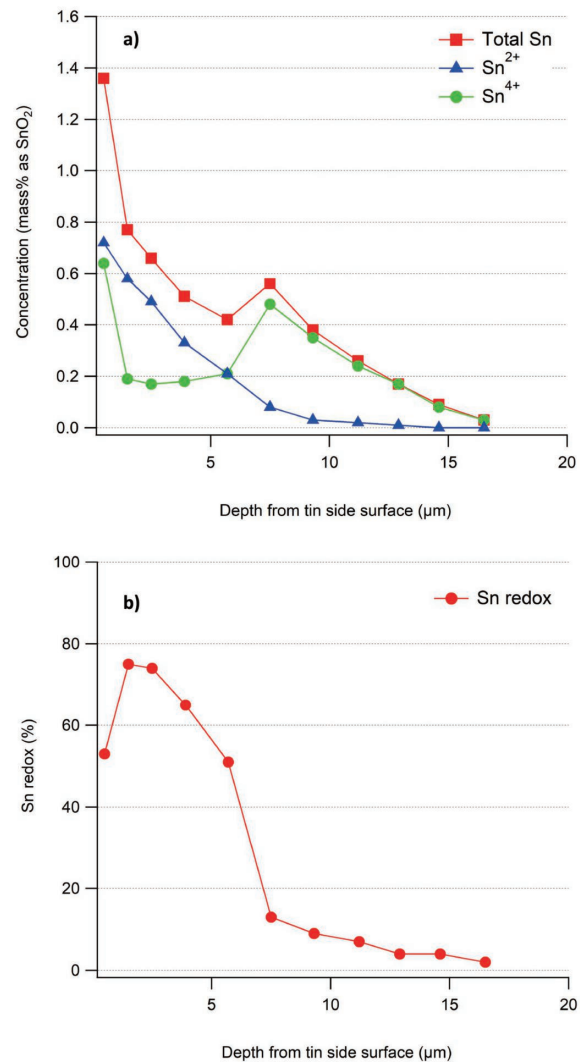 a)
Total Sn
Sn2+
Sn4+
1.6
1.4
1.2
1.0
0.8
0.6
0.4
0.2
0.0
Concentration (mass% as SnO2)
5
10
15
20
Depth from tin side surface (μm)
b)
Sn redox
100
80
60
40
20
0
Sn redox (%)
5
10
15
20
Depth from tin side surface (μm)